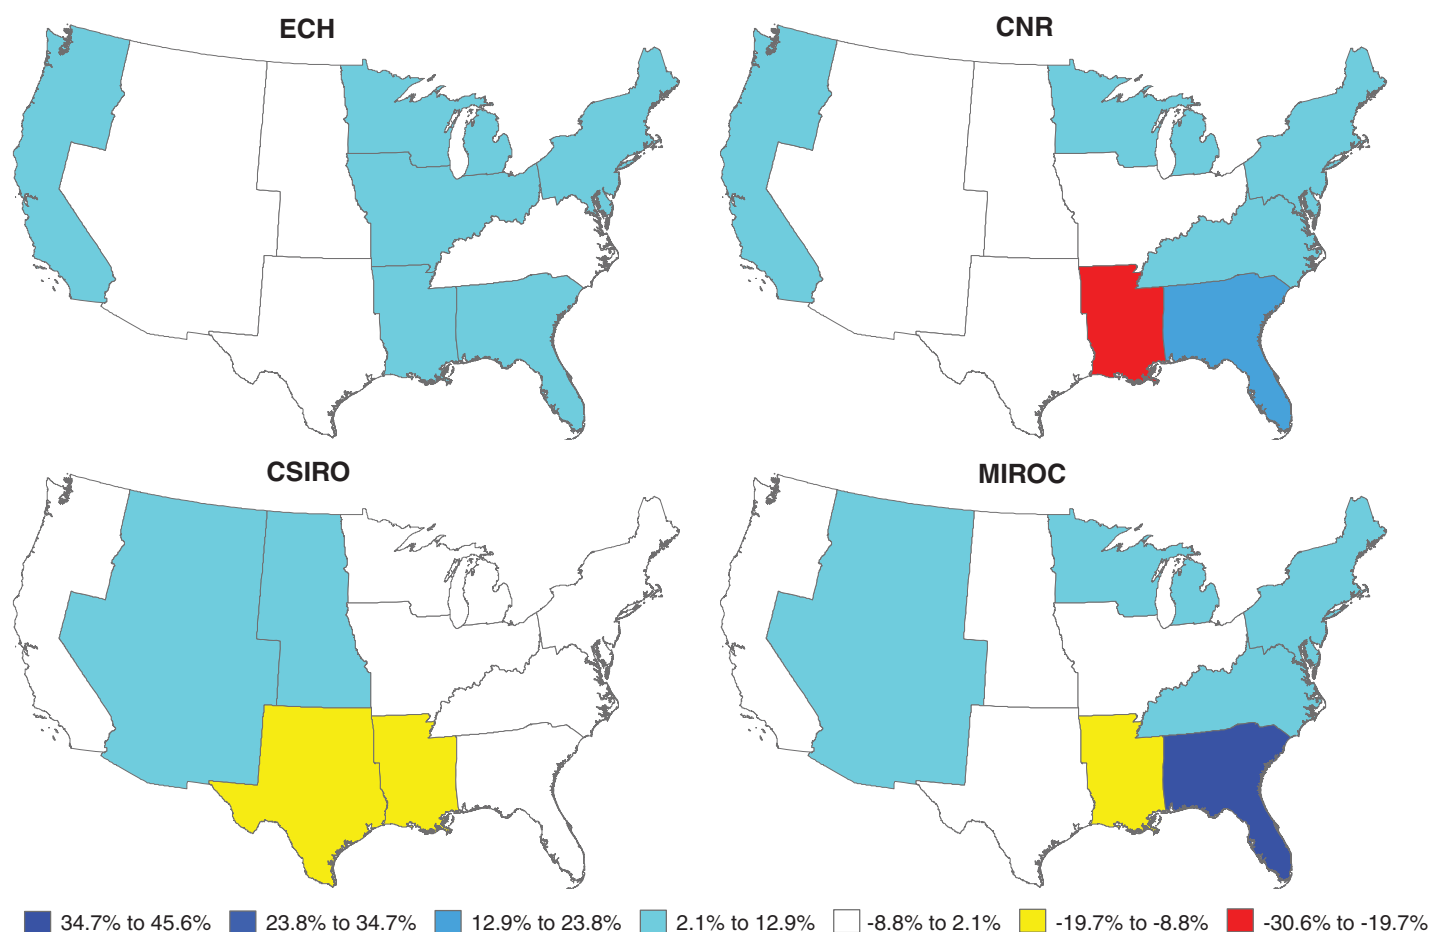 ECH
CNR
CSIRO
MIROC
34.7% to 45.6% 23.8% to 34.7% 12.9% to 23.8% 2.1% to 12.9% -8.8% to 2.1% -19.7% to -8.8% -30.6% to -19.7%